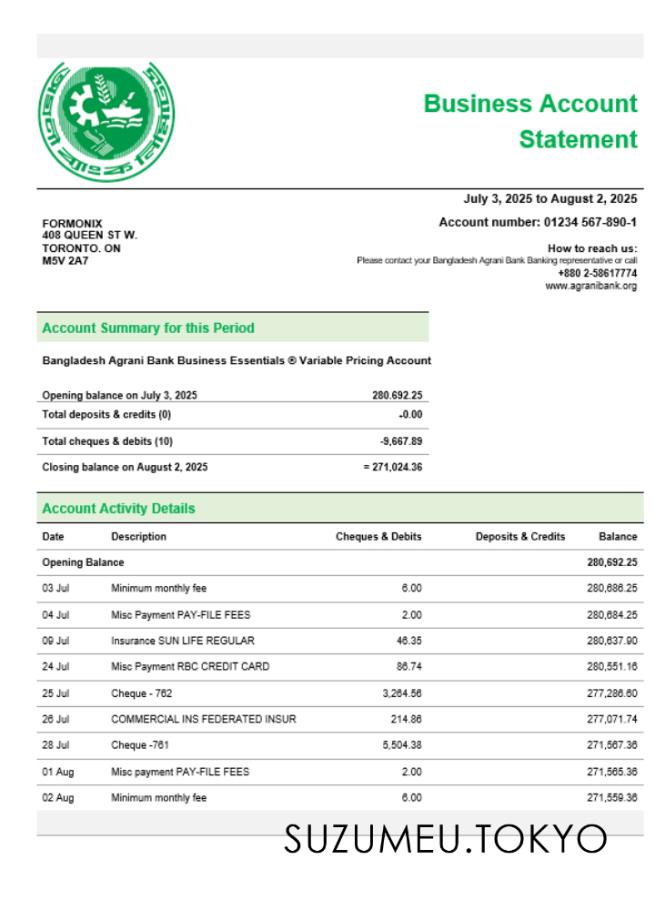 Business Account
Statement
July 3, 2025 to August 2, 2025
Account number: 01234 567-890-1
FORMONIX
408 QUEEN ST W.
TORONTO. ON
M5V 2A7
How to reach us:
Please contact your Bangladesh Agrani Bank Banking representative or call
+880 2-58617774
www.agranibank.org
Account Summary for this Period
Bangladesh Agrani Bank Business Essentials ® Variable Pricing Account
Opening balance on July 3, 2025 280.692.25
Total deposits & credits (0) -0.00
Total cheques & debits (10) -9,667.89
Closing balance on August 2, 2025 = 271,024.36
Account Activity Details
Date Description Cheques & Debits Deposits & Credits Balance
Opening Balance 280,692.25
03 Jul Minimum monthly fee 6.00 280,686.25
04 Jul Misc Payment PAY-FILE FEES 2.00 280,684.25
09 Jul Insurance SUN LIFE REGULAR 46.35 280,637.90
24 Jul Misc Payment RBC CREDIT CARD 86.74 280,551.16
25 Jul Cheque - 762 3,264.56 277,286.60
26 Jul COMMERCIAL INS FEDERATED INSUR 214.86 277,071.74
28 Jul Cheque -761 5,504.38 271,567.36
01 Aug Misc payment PAY-FILE FEES 2.00 271,565.36
02 Aug Minimum monthly fee 6.00 271,559.36
SUZUMEU.TOKYO